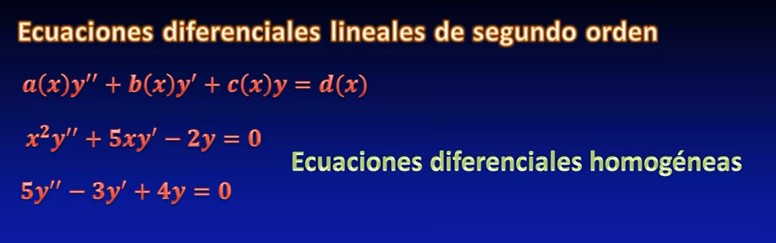 Ecuaciones diferenciales lineales de segundo orden
a(x)y′′ + b(x)y′ + c(x)y = d(x)
x²y′′ + 5xy′ − 2y = 0
Ecuaciones diferenciales homogéneas
5y′′ − 3y′ + 4y = 0